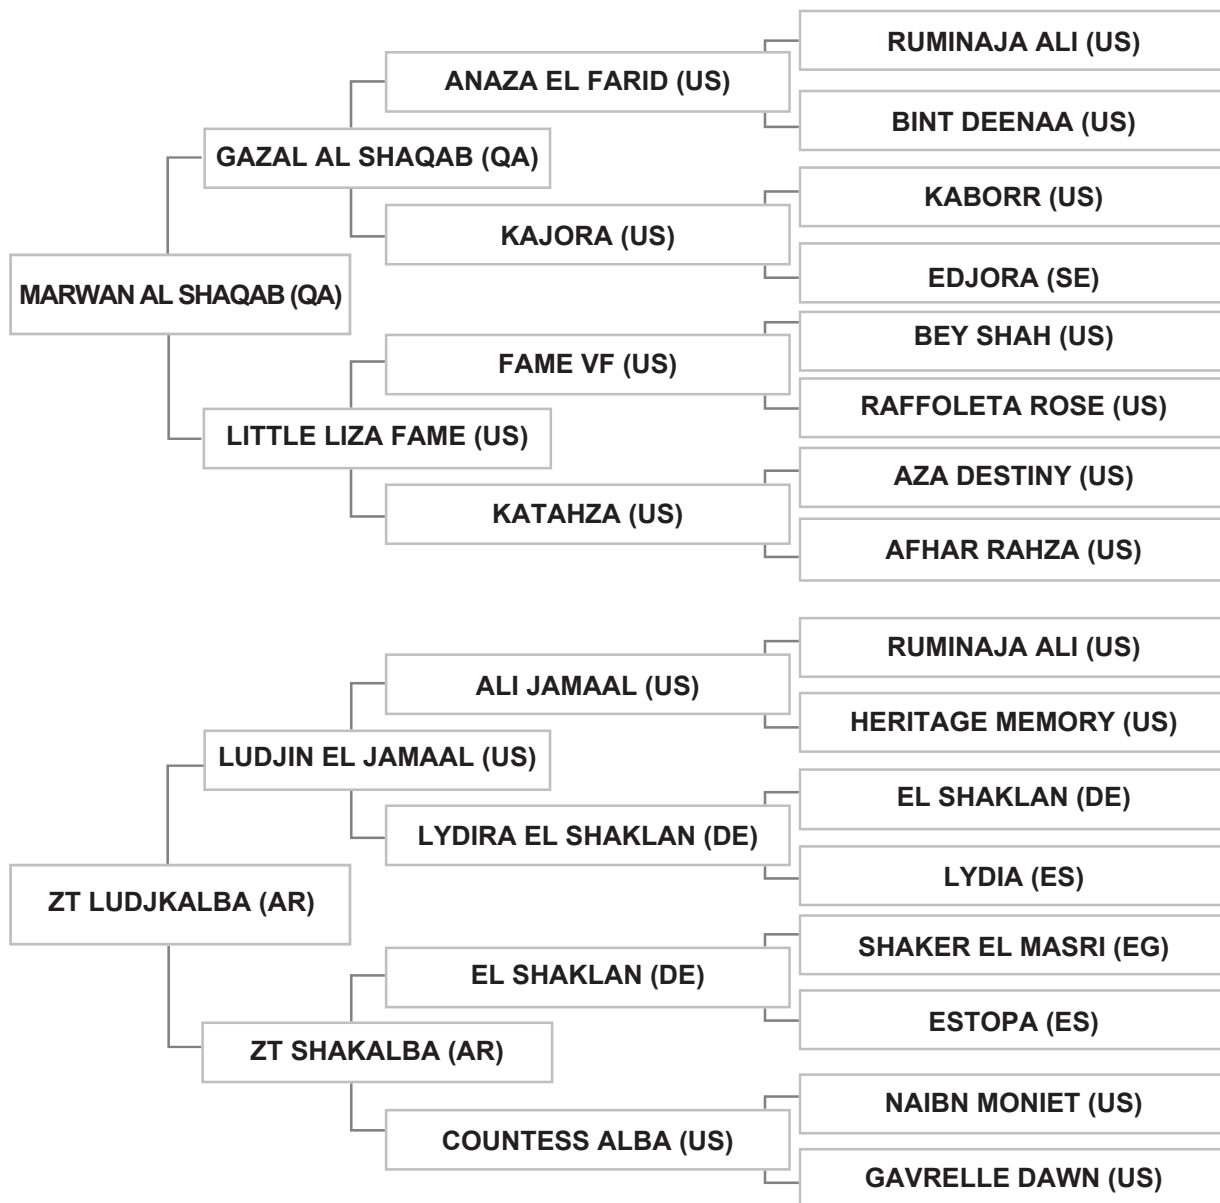 RUMINAJA ALI (US)
ANAZA EL FARID (US)
BINT DEENAA (US)
GAZAL AL SHAQAB (QA)
KABORR (US)
KAJORA (US)
EDJORA (SE)
MARWAN AL SHAQAB (QA)
BEY SHAH (US)
FAME VF (US)
RAFFOLETA ROSE (US)
LITTLE LIZA FAME (US)
AZA DESTINY (US)
KATAHZA (US)
AFHAR RAHZA (US)
RUMINAJA ALI (US)
ALI JAMAAL (US)
HERITAGE MEMORY (US)
LUDJIN EL JAMAAL (US)
EL SHAKLAN (DE)
LYDIRA EL SHAKLAN (DE)
LYDIA (ES)
ZT LUDJKALBA (AR)
SHAKER EL MASRI (EG)
EL SHAKLAN (DE)
ESTOPA (ES)
ZT SHAKALBA (AR)
NAIBN MONIET (US)
COUNTESS ALBA (US)
GAVRELLE DAWN (US)